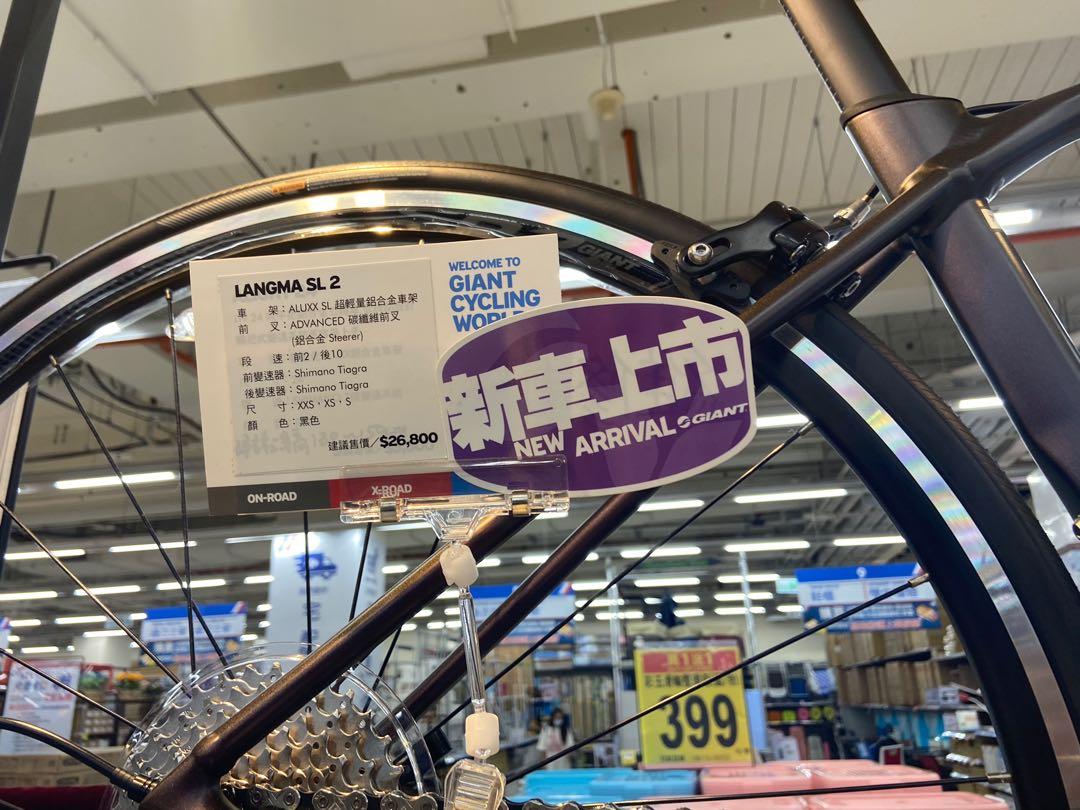 LANGMA SL 2
車 架：ALUXX SL 超輕量鋁合金車架
前 叉：ADVANCED 碳纖維前叉
(鋁合金 Steerer)
段 速：前2 / 後10
前變速器：Shimano Tiagra
後變速器：Shimano Tiagra
尺 寸：XXS，XS，S
顏 色：黑色
建議售價／$26,800
WELCOME TO
GIANT
CYCLING
WORLD
ON-ROAD
X-ROAD
新車上市
NEW ARRIVAL GIANT
GIANT
399